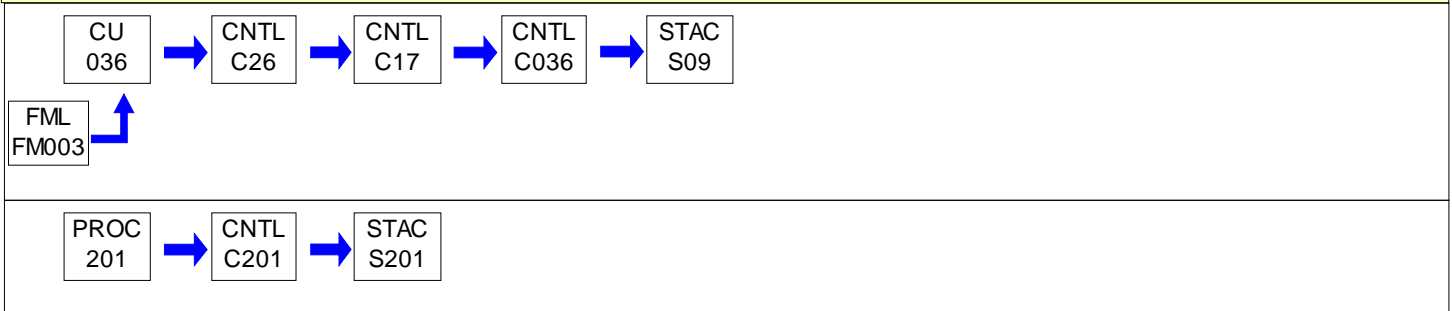 CU
036
CNTL
C26
CNTL
C17
CNTL
C036
STAC
S09
FML
FM003
PROC
201
CNTL
C201
STAC
S201